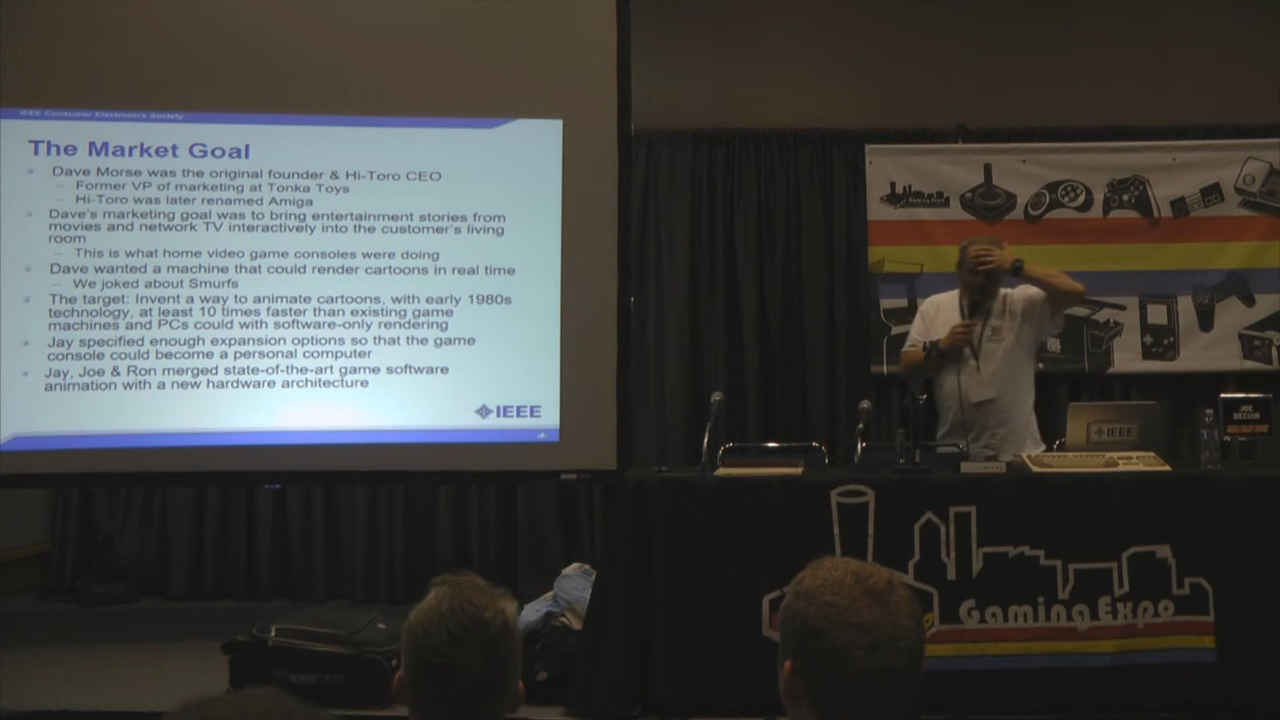 IEEE Consumer Electronics Society
The Market Goal
Dave Morse was the original founder & Hi-Toro CEO
Former VP of marketing at Tonka Toys
Hi-Toro was later renamed Amiga
Dave's marketing goal was to bring entertainment stories from
movies and network TV interactively into the customer's living
room
This is what home video game consoles were doing
Dave wanted a machine that could render cartoons in real time
We joked about Smurfs
The target: Invent a way to animate cartoons, with early 1980s
technology, at least 10 times faster than existing game
machines and PCs could with software-only rendering
Jay specified enough expansion options so that the game
console could become a personal computer
Jay, Joe & Ron merged state-of-the-art game software
animation with a new hardware architecture
IEEE
IEEE
JOE
DECUIR
Gaming Expo